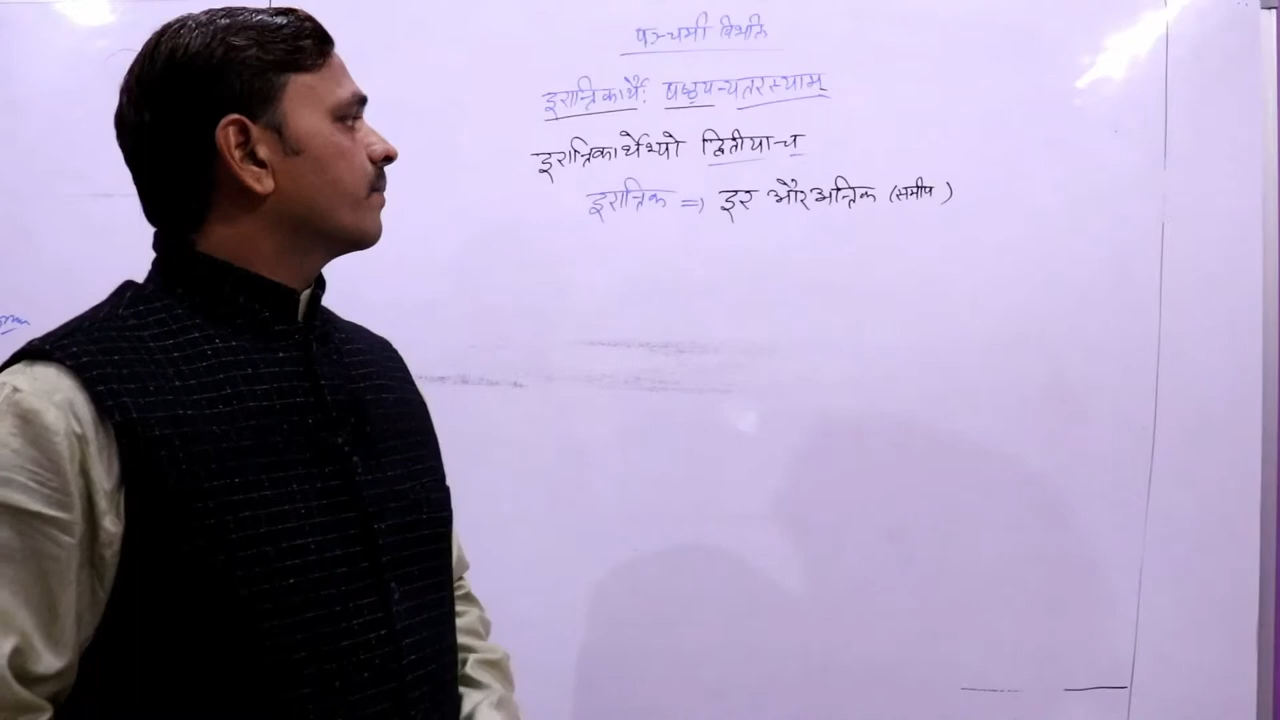 पञ्चमी विभक्ति
दूरान्तिकार्थैः षष्ठ्यन्यतरस्याम्
दूरान्तिकार्थेभ्यो द्वितीया च
दूरान्तिक => दूर और अन्तिक (समीप)